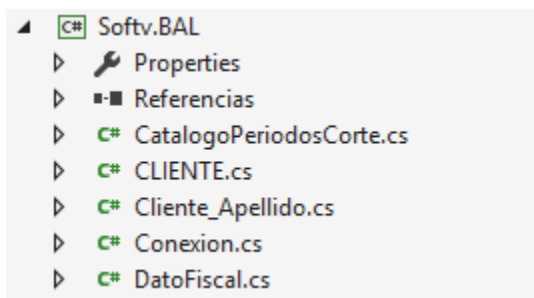 C# Softv.BAL
Properties
Referencias
C# CatalogoPeriodosCorte.cs
C# CLIENTE.cs
C# Cliente_Apellido.cs
C# Conexion.cs
C# DatoFiscal.cs